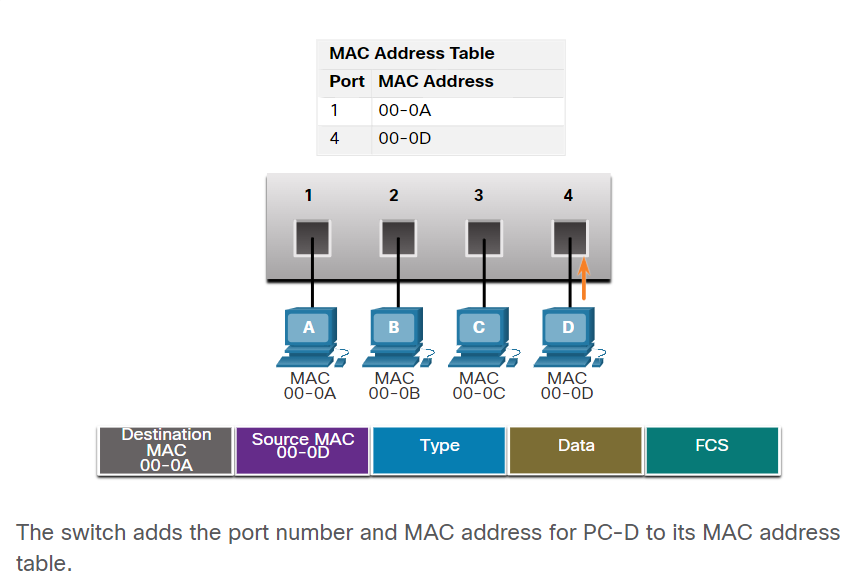 MAC Address Table
Port MAC Address
1 00-0A
4 00-0D
1 2 3 4
A B C D
MAC MAC MAC MAC
00-0A 00-0B 00-0C 00-0D
Destination
MAC
00-0A
Source MAC
00-0D
Type
Data
FCS
The switch adds the port number and MAC address for PC-D to its MAC address
table.